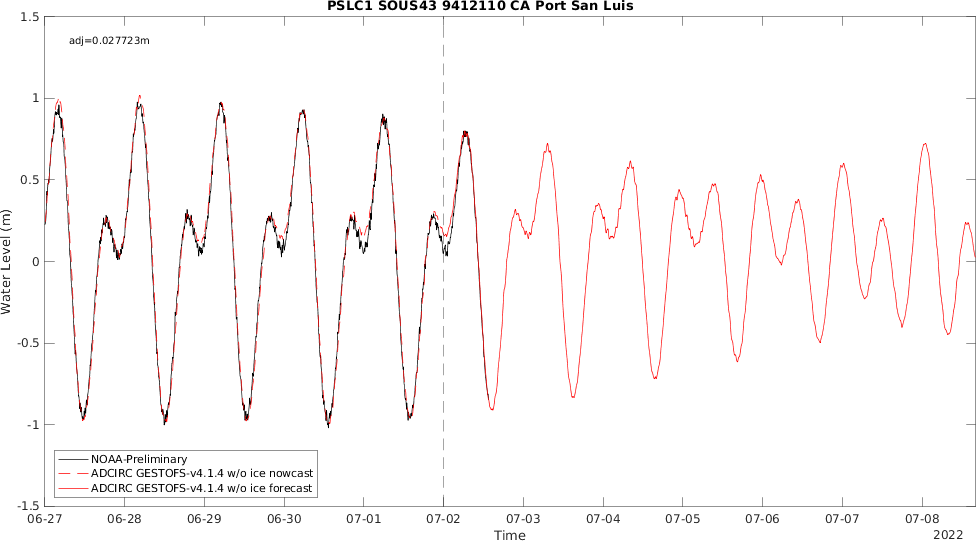 PSLC1 SOUS43 9412110 CA Port San Luis
adj=0.027723m
1.5
1
0.5
0
-0.5
-1
-1.5
Water Level (m)
NOAA-Preliminary
ADCIRC GESTOFS-v4.1.4 w/o ice nowcast
ADCIRC GESTOFS-v4.1.4 w/o ice forecast
06-27 06-28 06-29 06-30 07-01 07-02 07-03 07-04 07-05 07-06 07-07 07-08
Time
2022